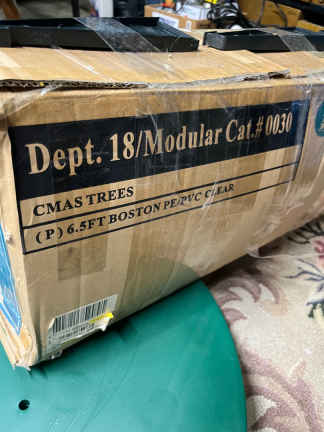 Dept. 18/Modular Cat.# 0030
CMAS TREES
(P) 6.5FT BOSTON PE/PVC CLEAR